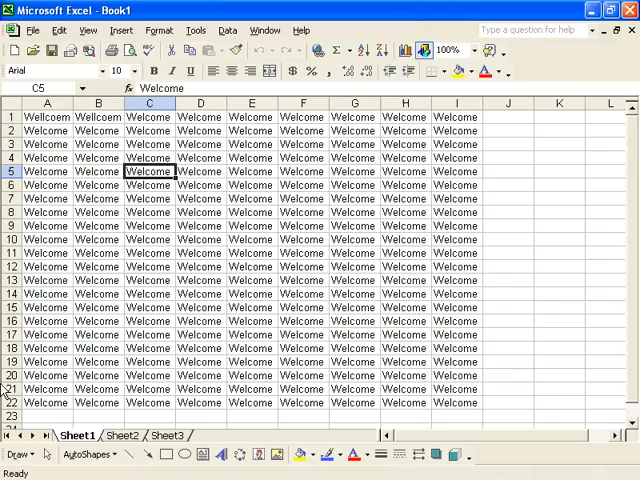 Microsoft Excel - Book1
File Edit View Insert Format Tools Data Window Help Type a question for help
100%
Arial 10 B I U $ % ,
C5 Welcome
A B C D E F G H I J K L
1 Wellcoem Wellcoem Welcome Welcome Welcome Welcome Welcome Welcome Welcome
2 Welcome Welcome Welcome Welcome Welcome Welcome Welcome Welcome Welcome
3 Welcome Welcome Welcome Welcome Welcome Welcome Welcome Welcome Welcome
4 Welcome Welcome Welcome Welcome Welcome Welcome Welcome Welcome Welcome
5 Welcome Welcome Welcome Welcome Welcome Welcome Welcome Welcome Welcome
6 Welcome Welcome Welcome Welcome Welcome Welcome Welcome Welcome Welcome
7 Welcome Welcome Welcome Welcome Welcome Welcome Welcome Welcome Welcome
8 Welcome Welcome Welcome Welcome Welcome Welcome Welcome Welcome Welcome
9 Welcome Welcome Welcome Welcome Welcome Welcome Welcome Welcome Welcome
10 Welcome Welcome Welcome Welcome Welcome Welcome Welcome Welcome Welcome
11 Welcome Welcome Welcome Welcome Welcome Welcome Welcome Welcome Welcome
12 Welcome Welcome Welcome Welcome Welcome Welcome Welcome Welcome Welcome
13 Welcome Welcome Welcome Welcome Welcome Welcome Welcome Welcome Welcome
14 Welcome Welcome Welcome Welcome Welcome Welcome Welcome Welcome Welcome
15 Welcome Welcome Welcome Welcome Welcome Welcome Welcome Welcome Welcome
16 Welcome Welcome Welcome Welcome Welcome Welcome Welcome Welcome Welcome
17 Welcome Welcome Welcome Welcome Welcome Welcome Welcome Welcome Welcome
18 Welcome Welcome Welcome Welcome Welcome Welcome Welcome Welcome Welcome
19 Welcome Welcome Welcome Welcome Welcome Welcome Welcome Welcome Welcome
20 Welcome Welcome Welcome Welcome Welcome Welcome Welcome Welcome Welcome
21 Welcome Welcome Welcome Welcome Welcome Welcome Welcome Welcome Welcome
22 Welcome Welcome Welcome Welcome Welcome Welcome Welcome Welcome Welcome
23
Sheet1 Sheet2 Sheet3
Draw AutoShapes
Ready